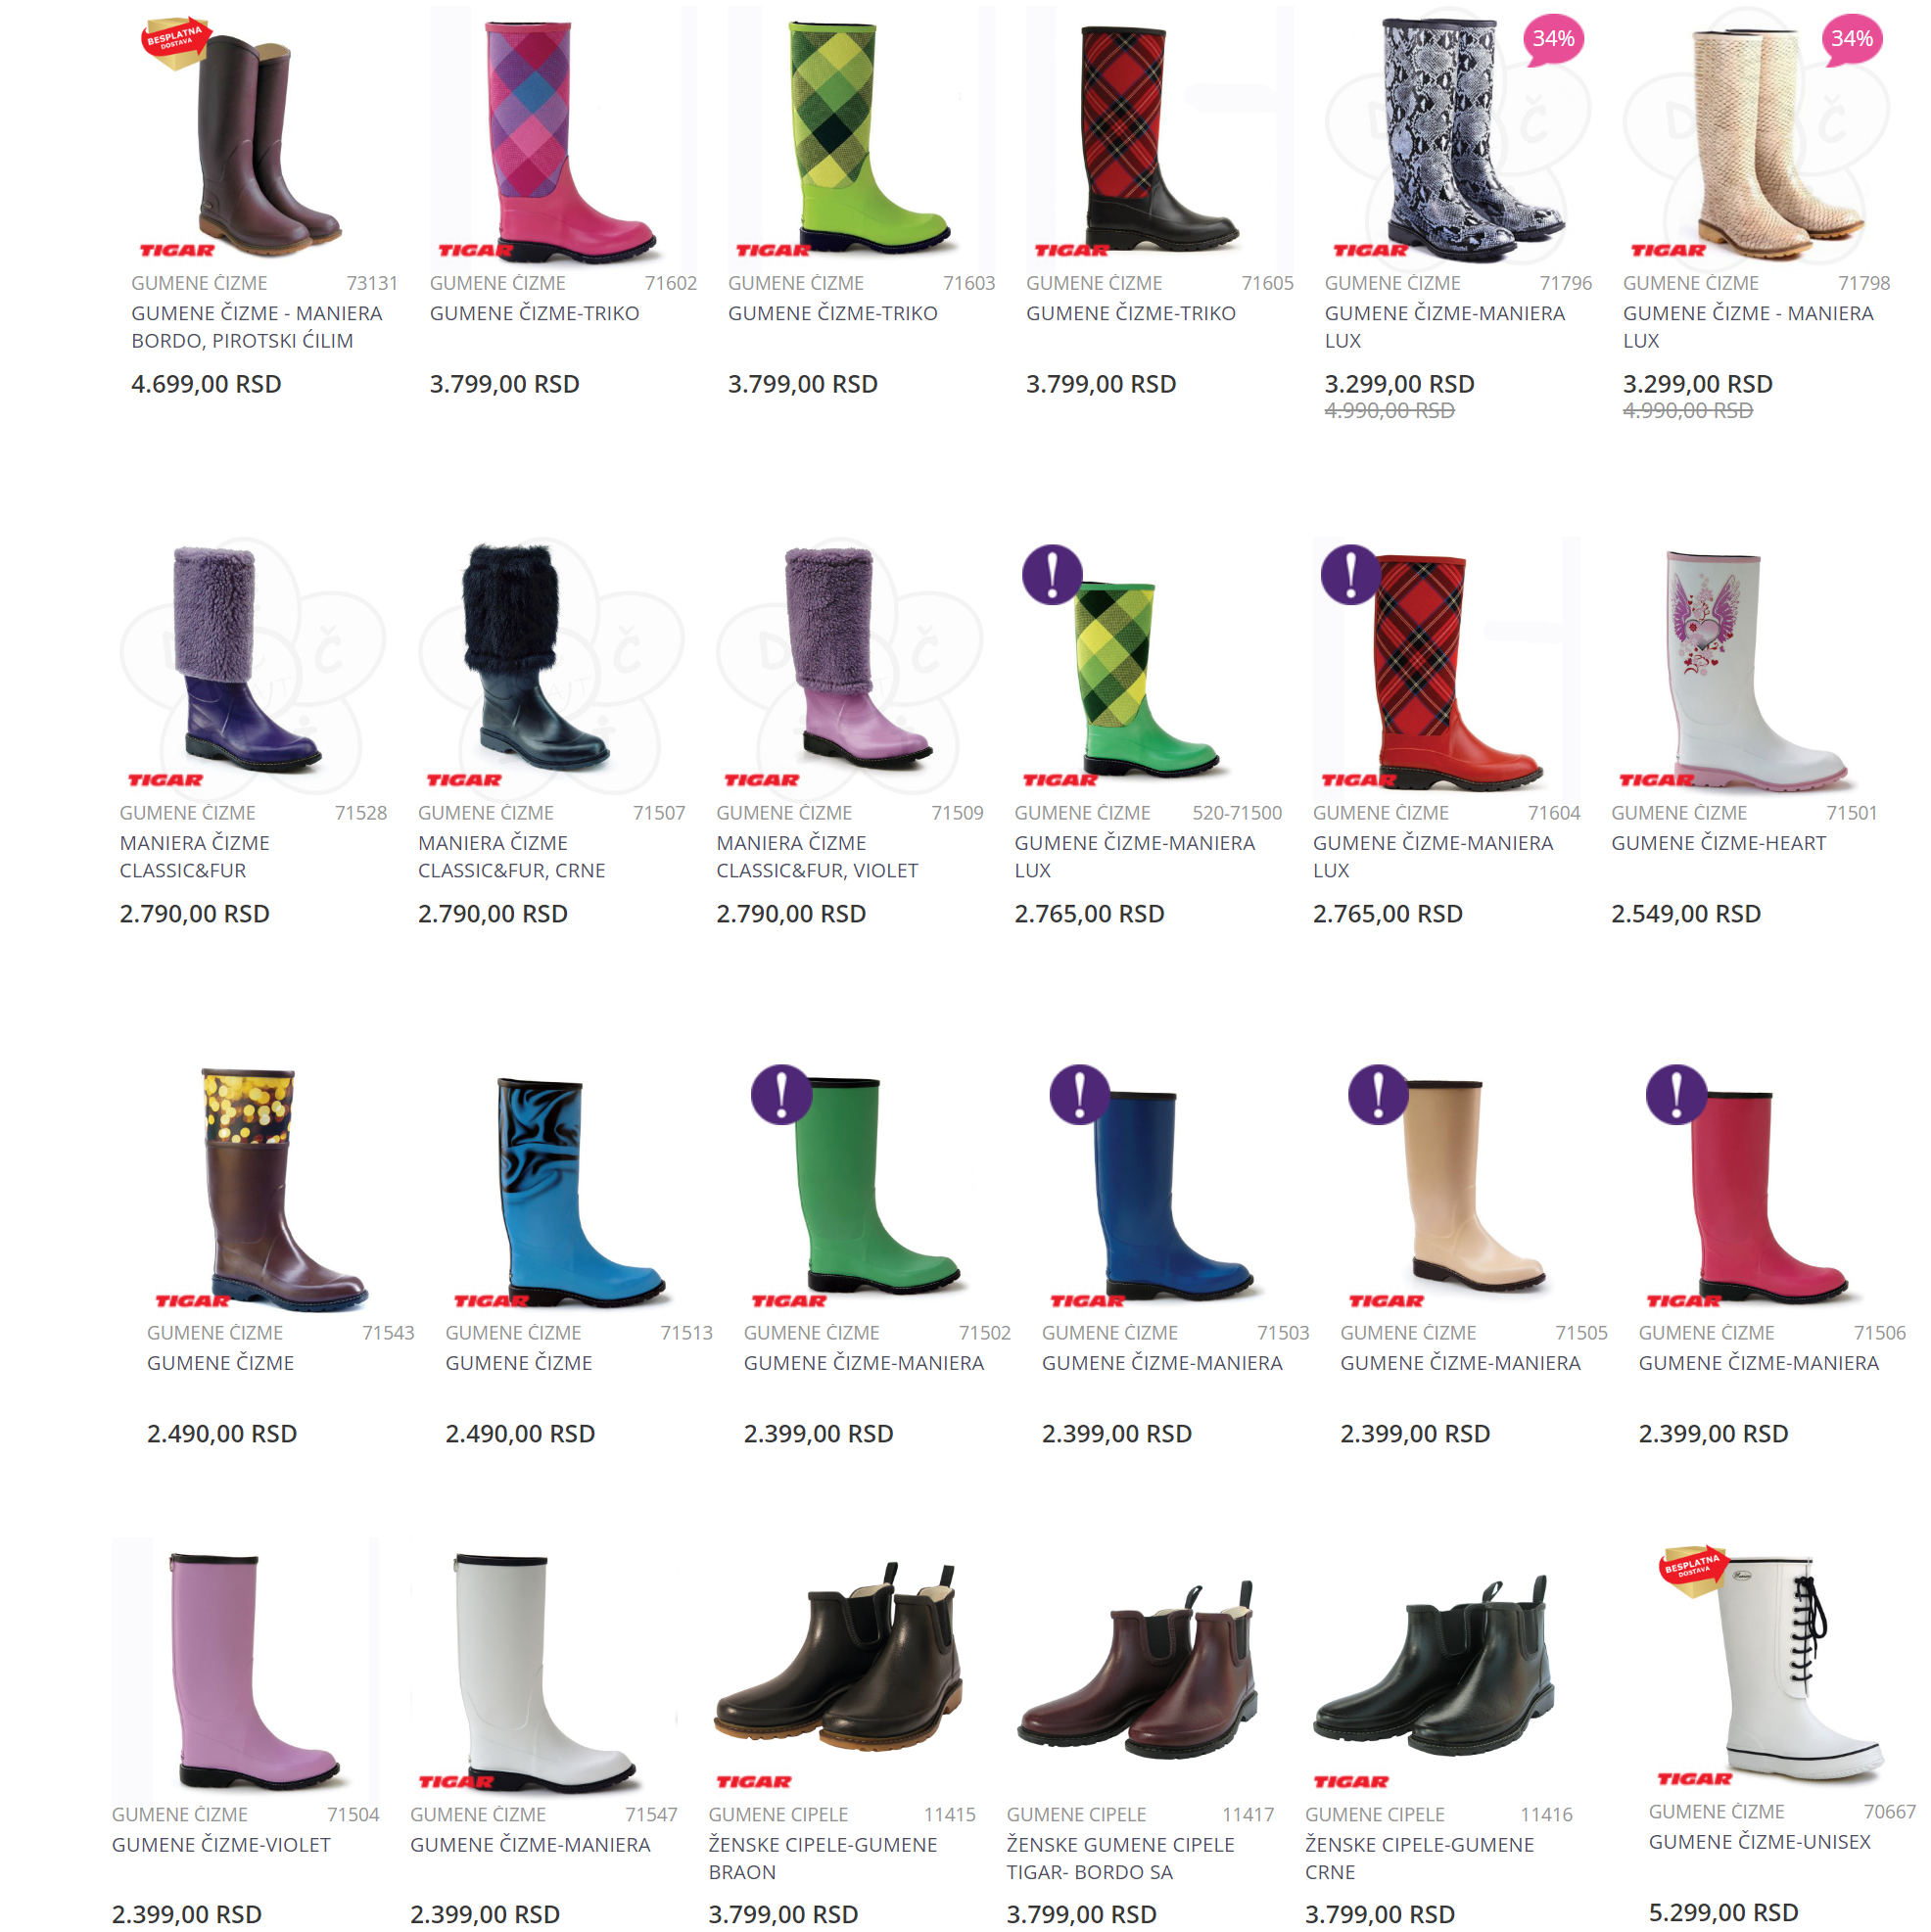 BESPLATNA
DOSTAVA
34%
34%
TIGAR
TIGAR
TIGAR
TIGAR
TIGAR
TIGAR
GUMENE ČIZME 73131
GUMENE ČIZME - MANIERA
BORDO, PIROTSKI ĆILIM
4.699,00 RSD
GUMENE ČIZME 71602
GUMENE ČIZME-TRIKO
3.799,00 RSD
GUMENE ČIZME 71603
GUMENE ČIZME-TRIKO
3.799,00 RSD
GUMENE ČIZME 71605
GUMENE ČIZME-TRIKO
3.799,00 RSD
GUMENE ČIZME 71796
GUMENE ČIZME-MANIERA
LUX
3.299,00 RSD
4.990,00 RSD
GUMENE ČIZME 71798
GUMENE ČIZME - MANIERA
LUX
3.299,00 RSD
4.990,00 RSD
TIGAR
TIGAR
TIGAR
TIGAR
TIGAR
TIGAR
GUMENE ČIZME 71528
MANIERA ČIZME
CLASSIC&FUR
2.790,00 RSD
GUMENE ČIZME 71507
MANIERA ČIZME
CLASSIC&FUR, CRNE
2.790,00 RSD
GUMENE ČIZME 71509
MANIERA ČIZME
CLASSIC&FUR, VIOLET
2.790,00 RSD
GUMENE ČIZME 520-71500
GUMENE ČIZME-MANIERA
LUX
2.765,00 RSD
GUMENE ČIZME 71604
GUMENE ČIZME-MANIERA
LUX
2.765,00 RSD
GUMENE ČIZME 71501
GUMENE ČIZME-HEART
2.549,00 RSD
TIGAR
TIGAR
TIGAR
TIGAR
TIGAR
TIGAR
GUMENE ČIZME 71543
GUMENE ČIZME
2.490,00 RSD
GUMENE ČIZME 71513
GUMENE ČIZME
2.490,00 RSD
GUMENE ČIZME 71502
GUMENE ČIZME-MANIERA
2.399,00 RSD
GUMENE ČIZME 71503
GUMENE ČIZME-MANIERA
2.399,00 RSD
GUMENE ČIZME 71505
GUMENE ČIZME-MANIERA
2.399,00 RSD
GUMENE ČIZME 71506
GUMENE ČIZME-MANIERA
2.399,00 RSD
BESPLATNA
DOSTAVA
TIGAR
TIGAR
TIGAR
TIGAR
GUMENE ČIZME 71504
GUMENE ČIZME-VIOLET
2.399,00 RSD
GUMENE ČIZME 71547
GUMENE ČIZME-MANIERA
2.399,00 RSD
GUMENE CIPELE 11415
ŽENSKE CIPELE-GUMENE
BRAON
3.799,00 RSD
GUMENE CIPELE 11417
ŽENSKE GUMENE CIPELE
TIGAR- BORDO SA
3.799,00 RSD
GUMENE CIPELE 11416
ŽENSKE CIPELE-GUMENE
CRNE
3.799,00 RSD
GUMENE ČIZME 70667
GUMENE ČIZME-UNISEX
5.299,00 RSD